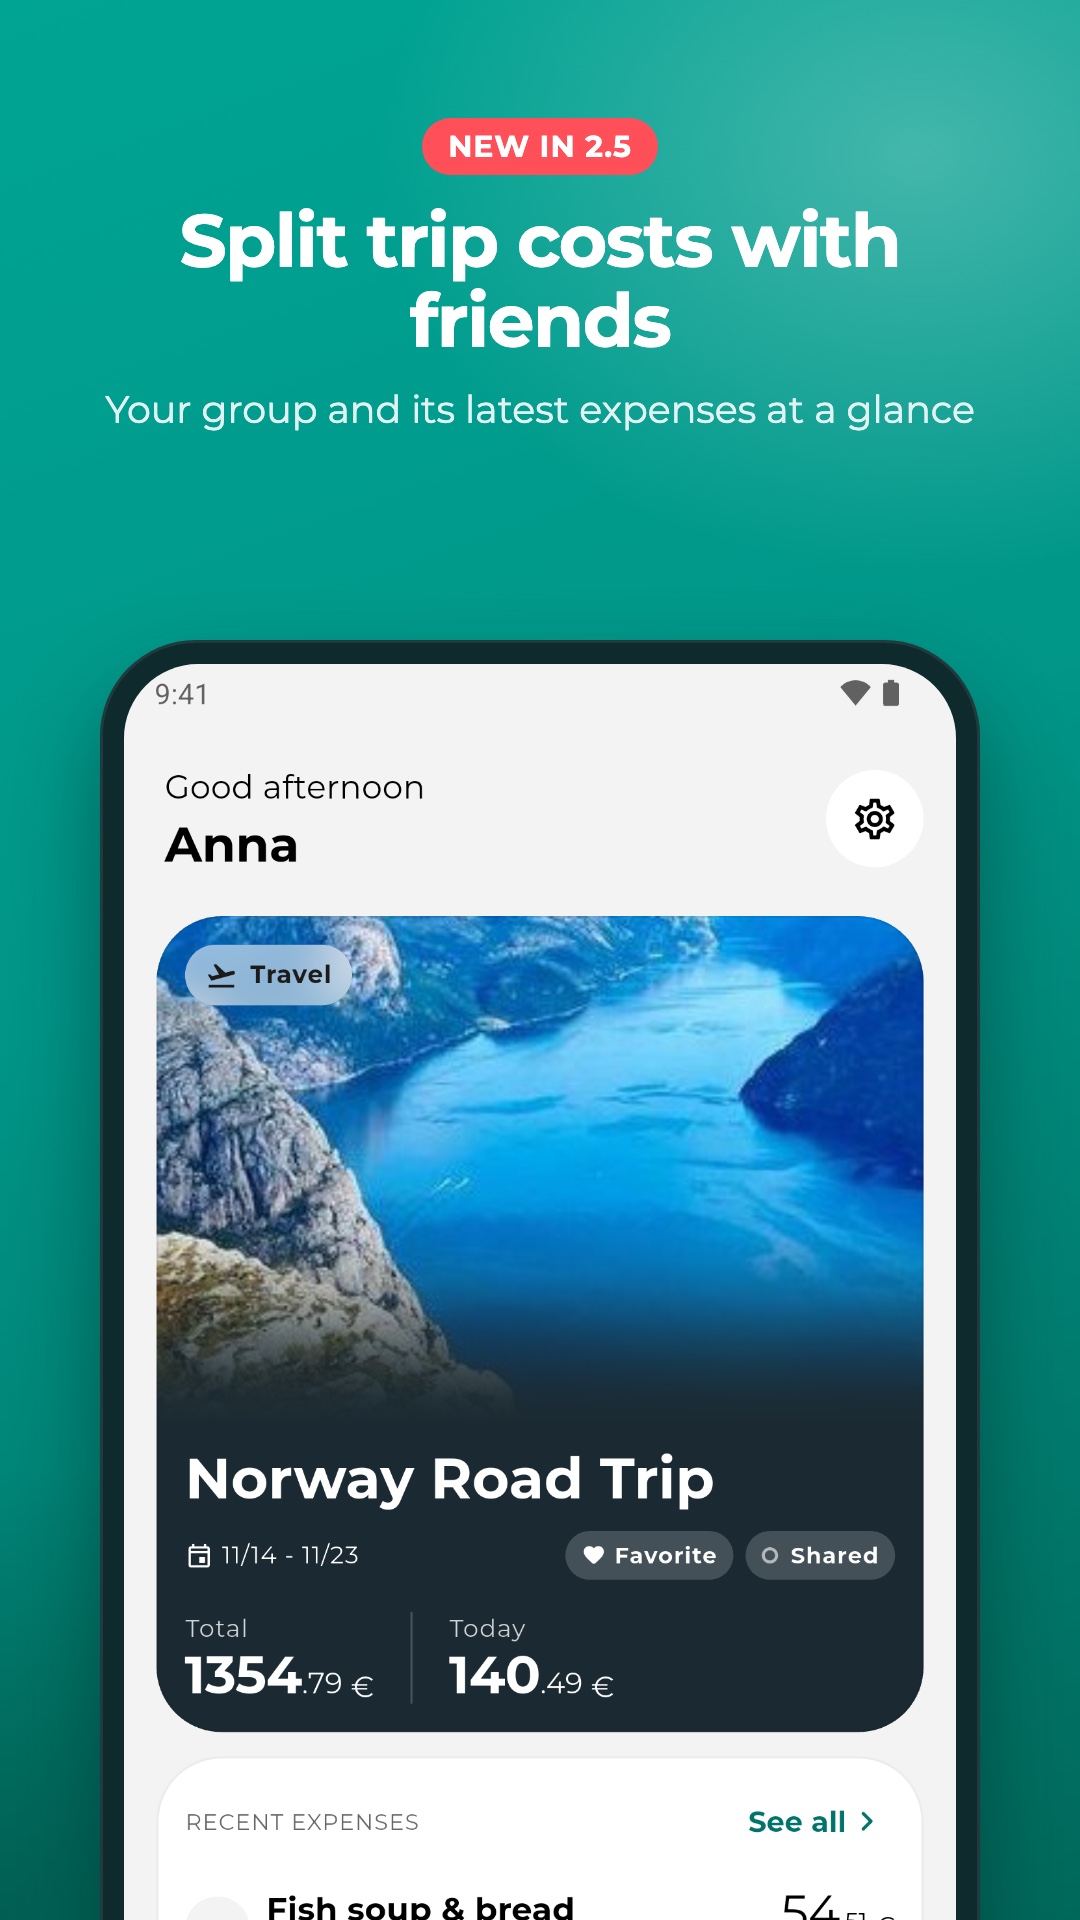 NEW IN 2.5
Split trip costs with
friends
Your group and its latest expenses at a glance
9:41
Good afternoon
Anna
Travel
Norway Road Trip
11/14 - 11/23
Favorite
Shared
Total
Today
1354.79 €
140.49 €
RECENT EXPENSES
See all
Fish soup & bread
54.51 €